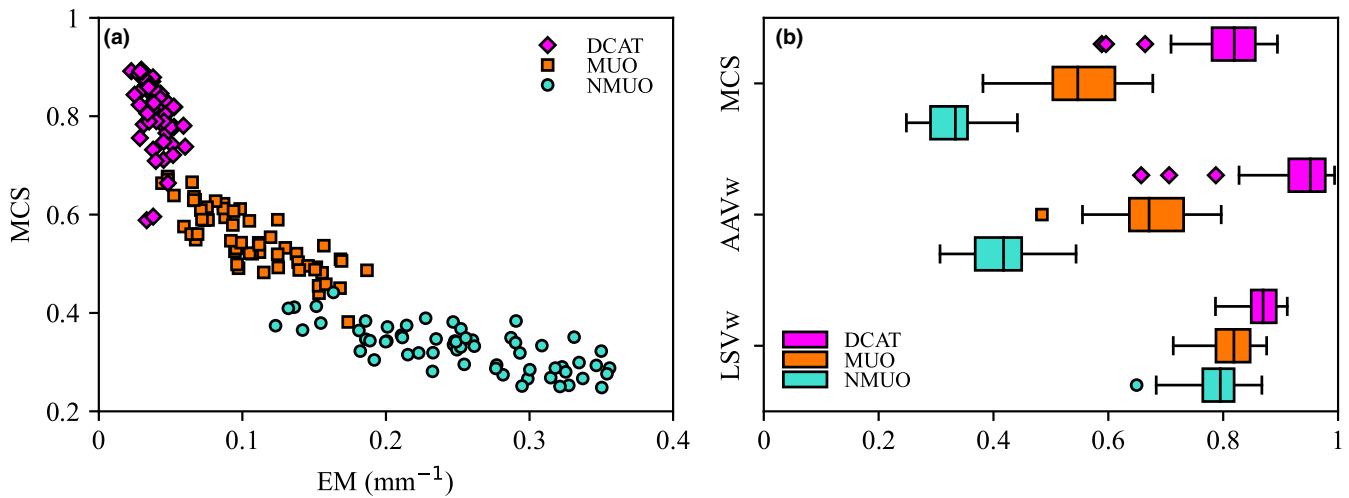 (a)
DCAT
MUO
NMUO
MCS
1
0.8
0.6
0.4
0.2
0
0.1
0.2
0.3
0.4
EM (mm⁻¹)
(b)
MCS
AAVw
LSVw
DCAT
MUO
NMUO
0
0.2
0.4
0.6
0.8
1